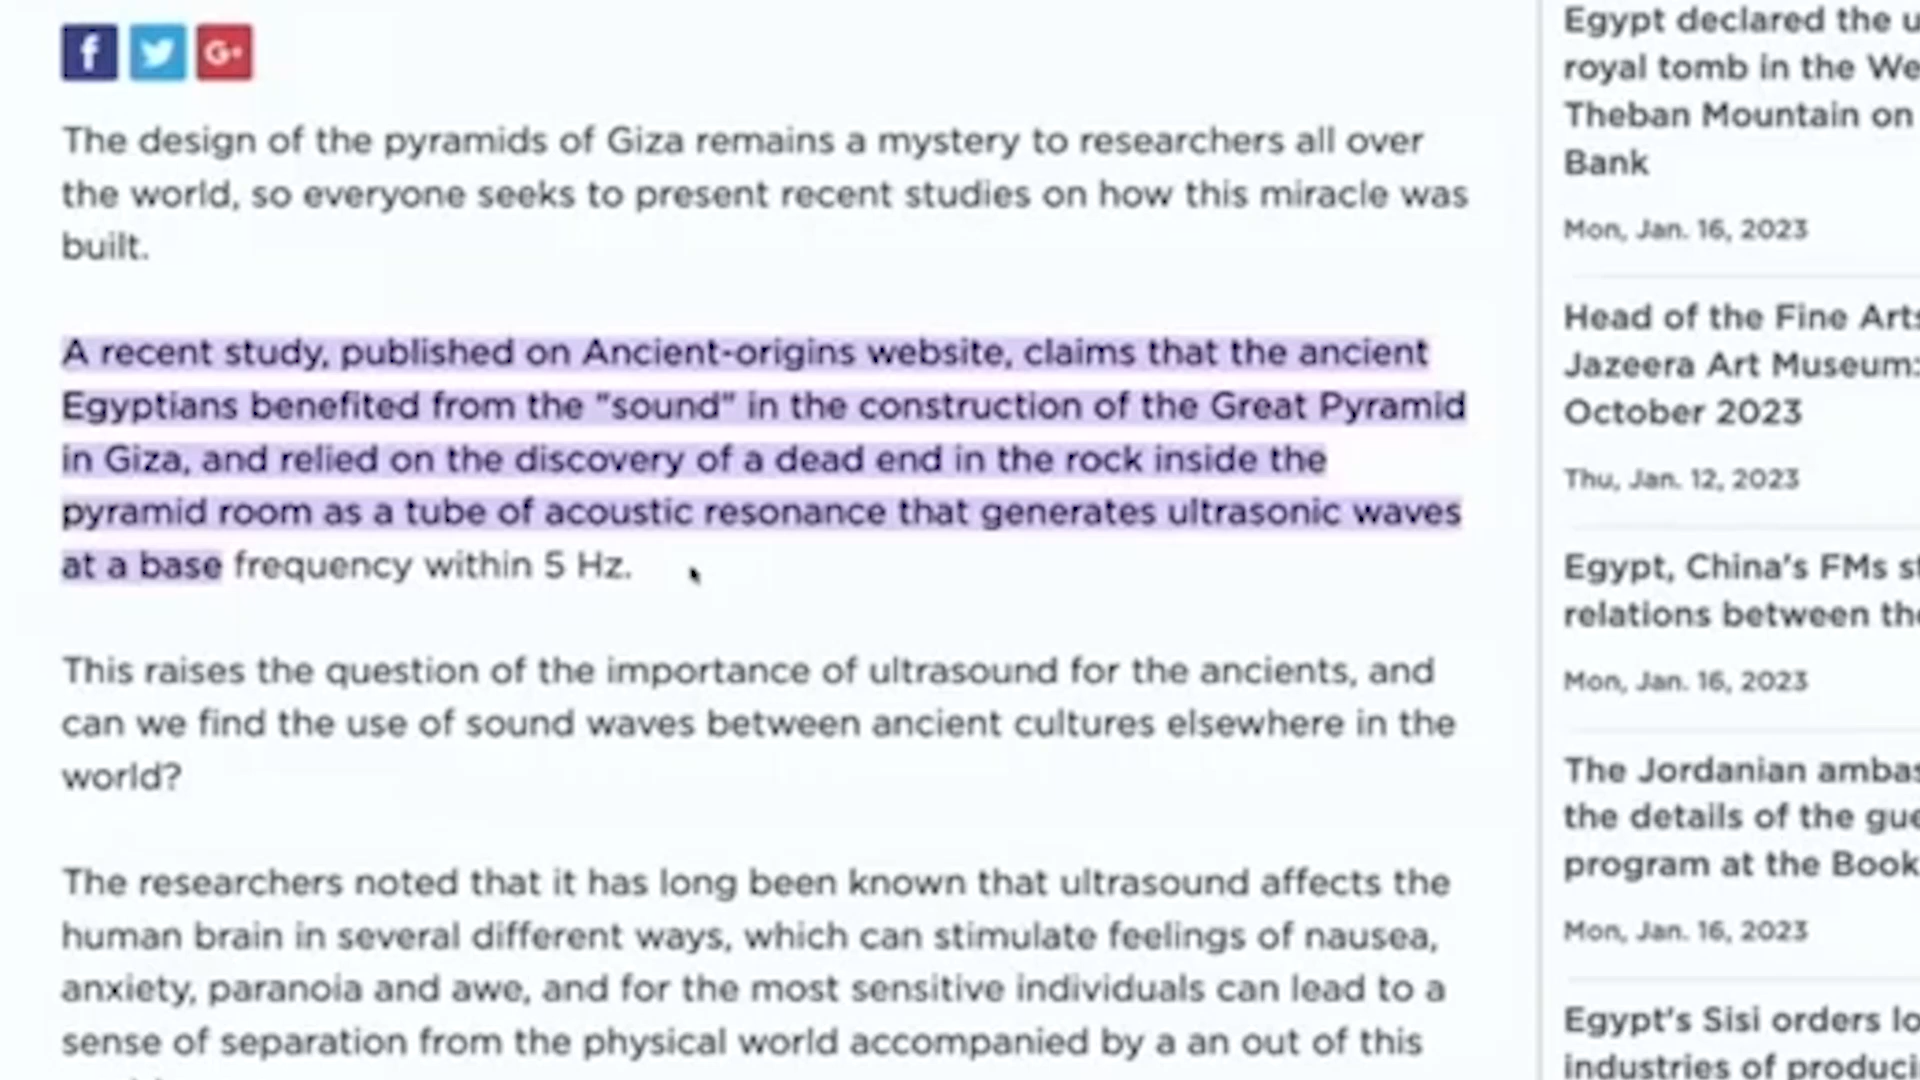 f G+
The design of the pyramids of Giza remains a mystery to researchers all over
the world, so everyone seeks to present recent studies on how this miracle was
built.
A recent study, published on Ancient-origins website, claims that the ancient
Egyptians benefited from the "sound" in the construction of the Great Pyramid
in Giza, and relied on the discovery of a dead end in the rock inside the
pyramid room as a tube of acoustic resonance that generates ultrasonic waves
at a base frequency within 5 Hz.
This raises the question of the importance of ultrasound for the ancients, and
can we find the use of sound waves between ancient cultures elsewhere in the
world?
The researchers noted that it has long been known that ultrasound affects the
human brain in several different ways, which can stimulate feelings of nausea,
anxiety, paranoia and awe, and for the most sensitive individuals can lead to a
sense of separation from the physical world accompanied by a an out of this
Egypt declared the u
royal tomb in the We
Theban Mountain on
Bank
Mon, Jan. 16, 2023
Head of the Fine Arts
Jazeera Art Museum:
October 2023
Thu, Jan. 12, 2023
Egypt, China's FMs st
relations between the
Mon, Jan. 16, 2023
The Jordanian ambas
the details of the gue
program at the Book
Mon, Jan. 16, 2023
Egypt's Sisi orders lo
industries of produci